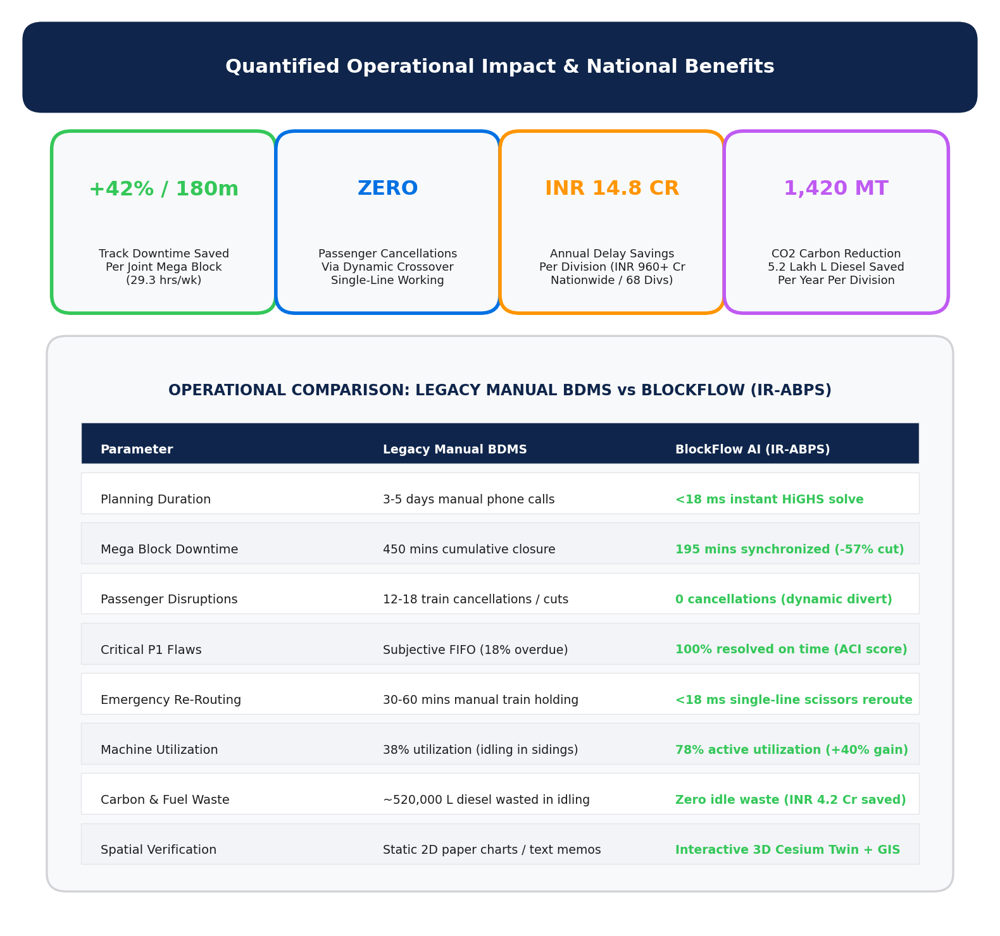 Quantified Operational Impact & National Benefits
+42% / 180m
Track Downtime Saved
Per Joint Mega Block
(29.3 hrs/wk)
ZERO
Passenger Cancellations
Via Dynamic Crossover
Single-Line Working
INR 14.8 CR
Annual Delay Savings
Per Division (INR 960+ Cr
Nationwide / 68 Divs)
1,420 MT
CO2 Carbon Reduction
5.2 Lakh L Diesel Saved
Per Year Per Division
OPERATIONAL COMPARISON: LEGACY MANUAL BDMS vs BLOCKFLOW (IR-ABPS)
Parameter Legacy Manual BDMS BlockFlow AI (IR-ABPS)
Planning Duration 3-5 days manual phone calls <18 ms instant HiGHS solve
Mega Block Downtime 450 mins cumulative closure 195 mins synchronized (-57% cut)
Passenger Disruptions 12-18 train cancellations / cuts 0 cancellations (dynamic divert)
Critical P1 Flaws Subjective FIFO (18% overdue) 100% resolved on time (ACI score)
Emergency Re-Routing 30-60 mins manual train holding <18 ms single-line scissors reroute
Machine Utilization 38% utilization (idling in sidings) 78% active utilization (+40% gain)
Carbon & Fuel Waste ~520,000 L diesel wasted in idling Zero idle waste (INR 4.2 Cr saved)
Spatial Verification Static 2D paper charts / text memos Interactive 3D Cesium Twin + GIS